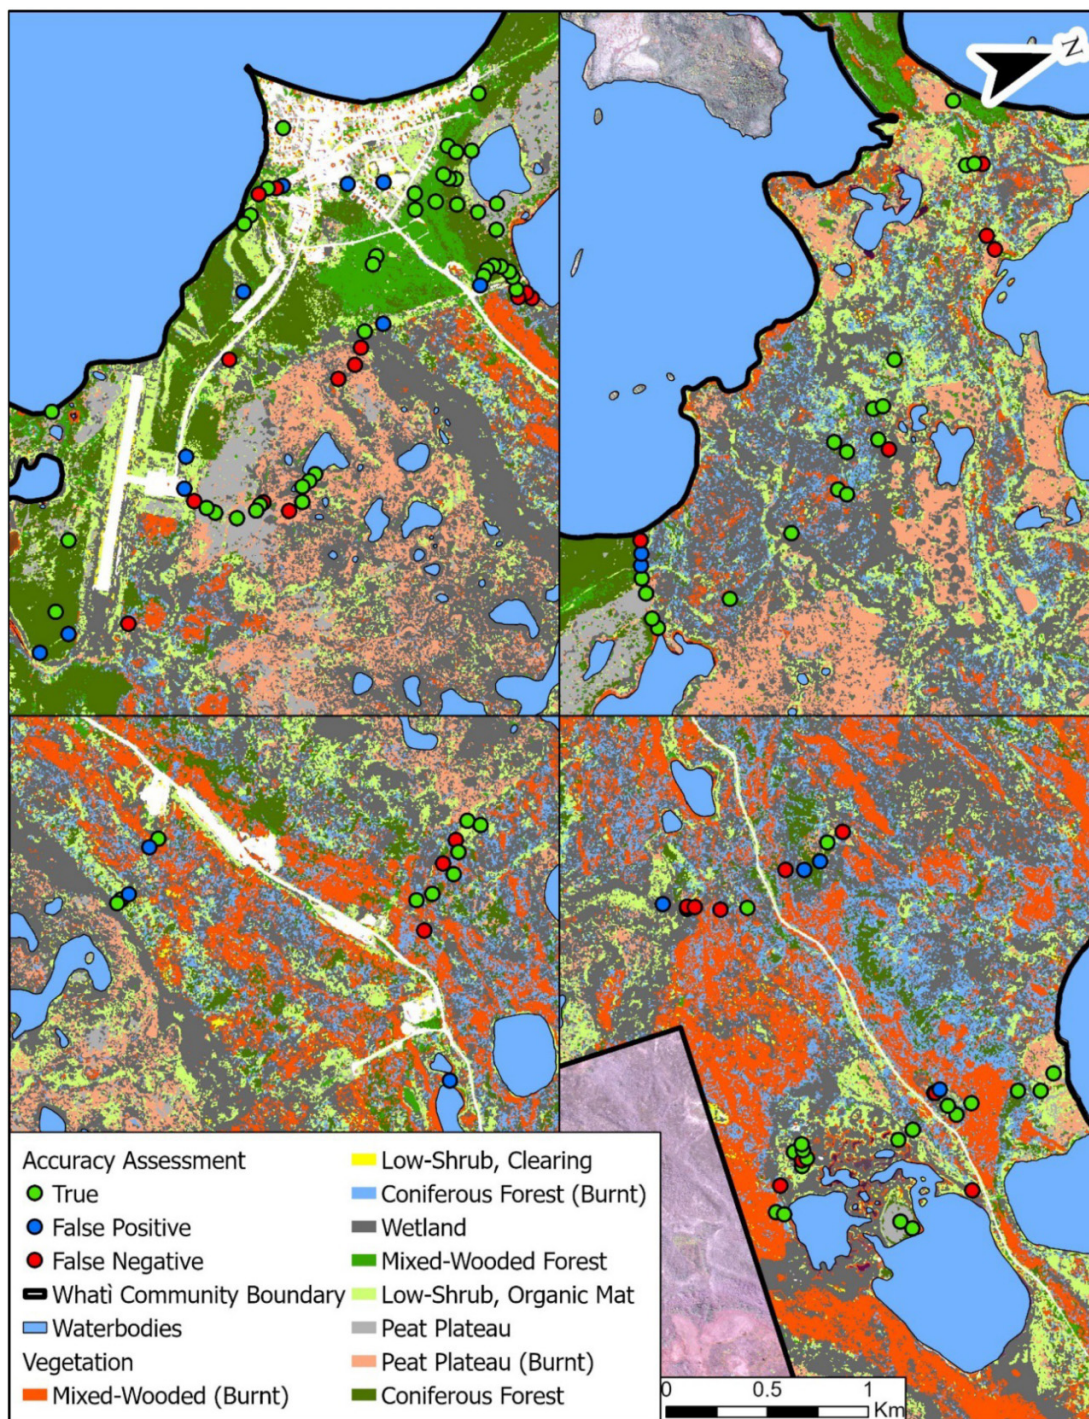 N
Accuracy Assessment
True
False Positive
False Negative
Whatì Community Boundary
Waterbodies
Vegetation
Mixed-Wooded (Burnt)
Low-Shrub, Clearing
Coniferous Forest (Burnt)
Wetland
Mixed-Wooded Forest
Low-Shrub, Organic Mat
Peat Plateau
Peat Plateau (Burnt)
Coniferous Forest
0 0.5 1
Km